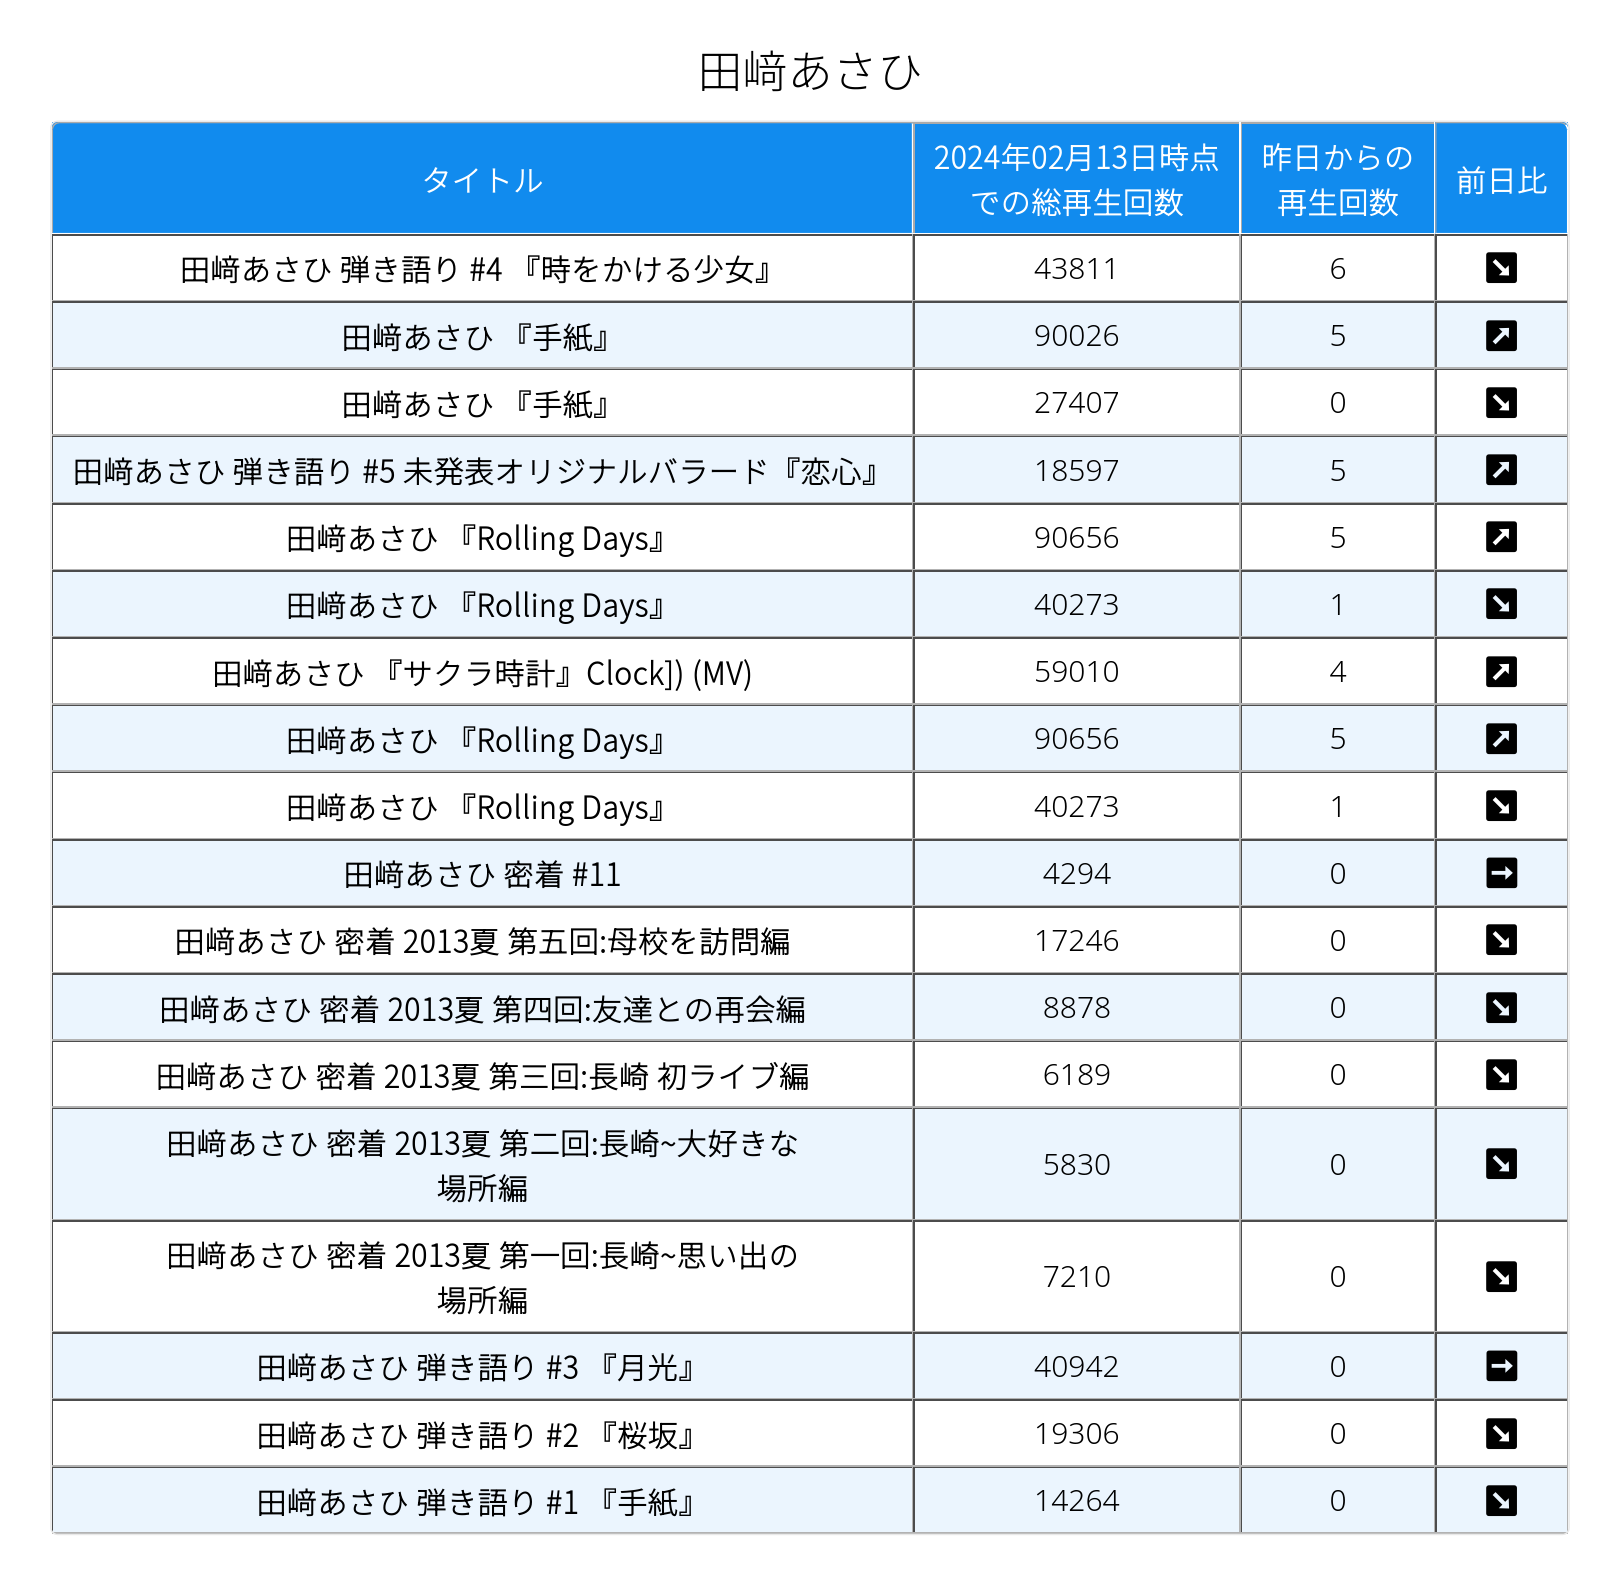 田﨑あさひ
タイトル
2024年02月13日時点
での総再生回数
昨日からの
再生回数
前日比
田﨑あさひ 弾き語り #4 『時をかける少女』 43811 6 ↘
田﨑あさひ 『手紙』 90026 5 ↗
田﨑あさひ 『手紙』 27407 0 ↘
田﨑あさひ 弾き語り #5 未発表オリジナルバラード『恋心』 18597 5 ↗
田﨑あさひ 『Rolling Days』 90656 5 ↗
田﨑あさひ 『Rolling Days』 40273 1 ↘
田﨑あさひ 『サクラ時計』Clock]) (MV) 59010 4 ↗
田﨑あさひ 『Rolling Days』 90656 5 ↗
田﨑あさひ 『Rolling Days』 40273 1 ↘
田﨑あさひ 密着 #11 4294 0 →
田﨑あさひ 密着 2013夏 第五回:母校を訪問編 17246 0 ↘
田﨑あさひ 密着 2013夏 第四回:友達との再会編 8878 0 ↘
田﨑あさひ 密着 2013夏 第三回:長崎 初ライブ編 6189 0 ↘
田﨑あさひ 密着 2013夏 第二回:長崎~大好きな
場所編 5830 0 ↘
田﨑あさひ 密着 2013夏 第一回:長崎~思い出の
場所編 7210 0 ↘
田﨑あさひ 弾き語り #3 『月光』 40942 0 →
田﨑あさひ 弾き語り #2 『桜坂』 19306 0 ↘
田﨑あさひ 弾き語り #1 『手紙』 14264 0 ↘